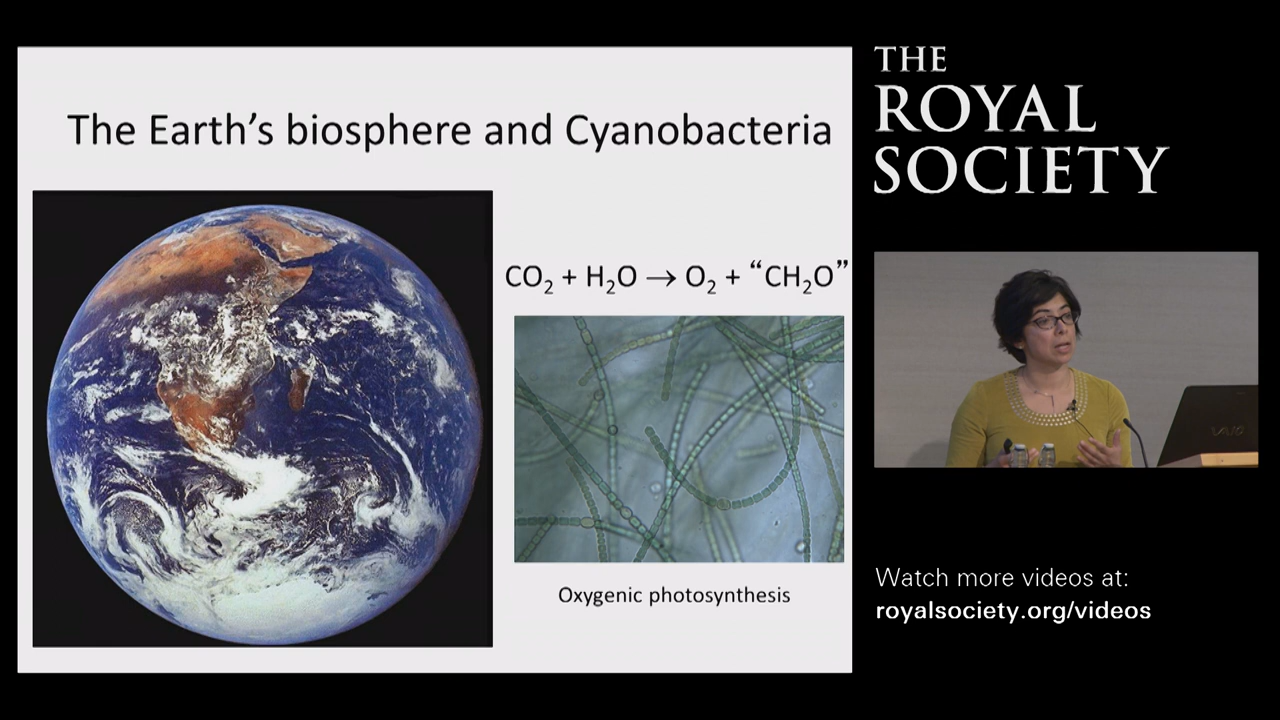 The Earth’s biosphere and Cyanobacteria
CO₂ + H₂O → O₂ + “CH₂O”
Oxygenic photosynthesis
THE
ROYAL
SOCIETY
VAIO
Watch more videos at:
royalsociety.org/videos